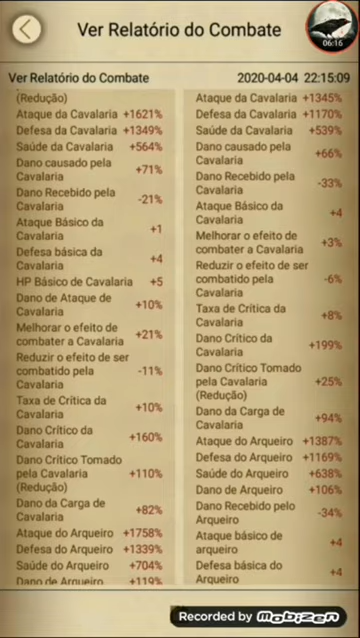 Ver Relatório do Combate
06:16
Ver Relatório do Combate 2020-04-04 22:15:09
(Redução)
Ataque da Cavalaria +1621%
Defesa da Cavalaria +1349%
Saúde da Cavalaria +564%
Dano causado pela
Cavalaria +71%
Dano Recebido pela
Cavalaria -21%
Ataque Básico da
Cavalaria +1
Defesa básica da
Cavalaria +4
HP Básico de Cavalaria +5
Dano de Ataque de
Cavalaria +10%
Melhorar o efeito de
combater a Cavalaria +21%
Reduzir o efeito de ser
combatido pela
Cavalaria -11%
Taxa de Crítica da
Cavalaria +10%
Dano Crítico da
Cavalaria +160%
Dano Crítico Tomado
pela Cavalaria +110%
(Redução)
Dano da Carga de
Cavalaria +82%
Ataque do Arqueiro +1758%
Defesa do Arqueiro +1339%
Saúde do Arqueiro +704%
Dano de Arqueiro +119%
Ataque da Cavalaria +1345%
Defesa da Cavalaria +1170%
Saúde da Cavalaria +539%
Dano causado pela
Cavalaria +66%
Dano Recebido pela
Cavalaria -33%
Ataque Básico da
Cavalaria +4
Melhorar o efeito de
combater a Cavalaria +3%
Reduzir o efeito de ser
combatido pela
Cavalaria -6%
Taxa de Crítica da
Cavalaria +8%
Dano Crítico da
Cavalaria +199%
Dano Crítico Tomado
pela Cavalaria +25%
(Redução)
Dano da Carga de
Cavalaria +94%
Ataque do Arqueiro +1387%
Defesa do Arqueiro +1169%
Saúde do Arqueiro +638%
Dano de Arqueiro +106%
Dano Recebido pelo
Arqueiro -34%
Ataque básico de
arqueiro +4
Defesa básica do
Arqueiro +4
Recorded by Mobizen